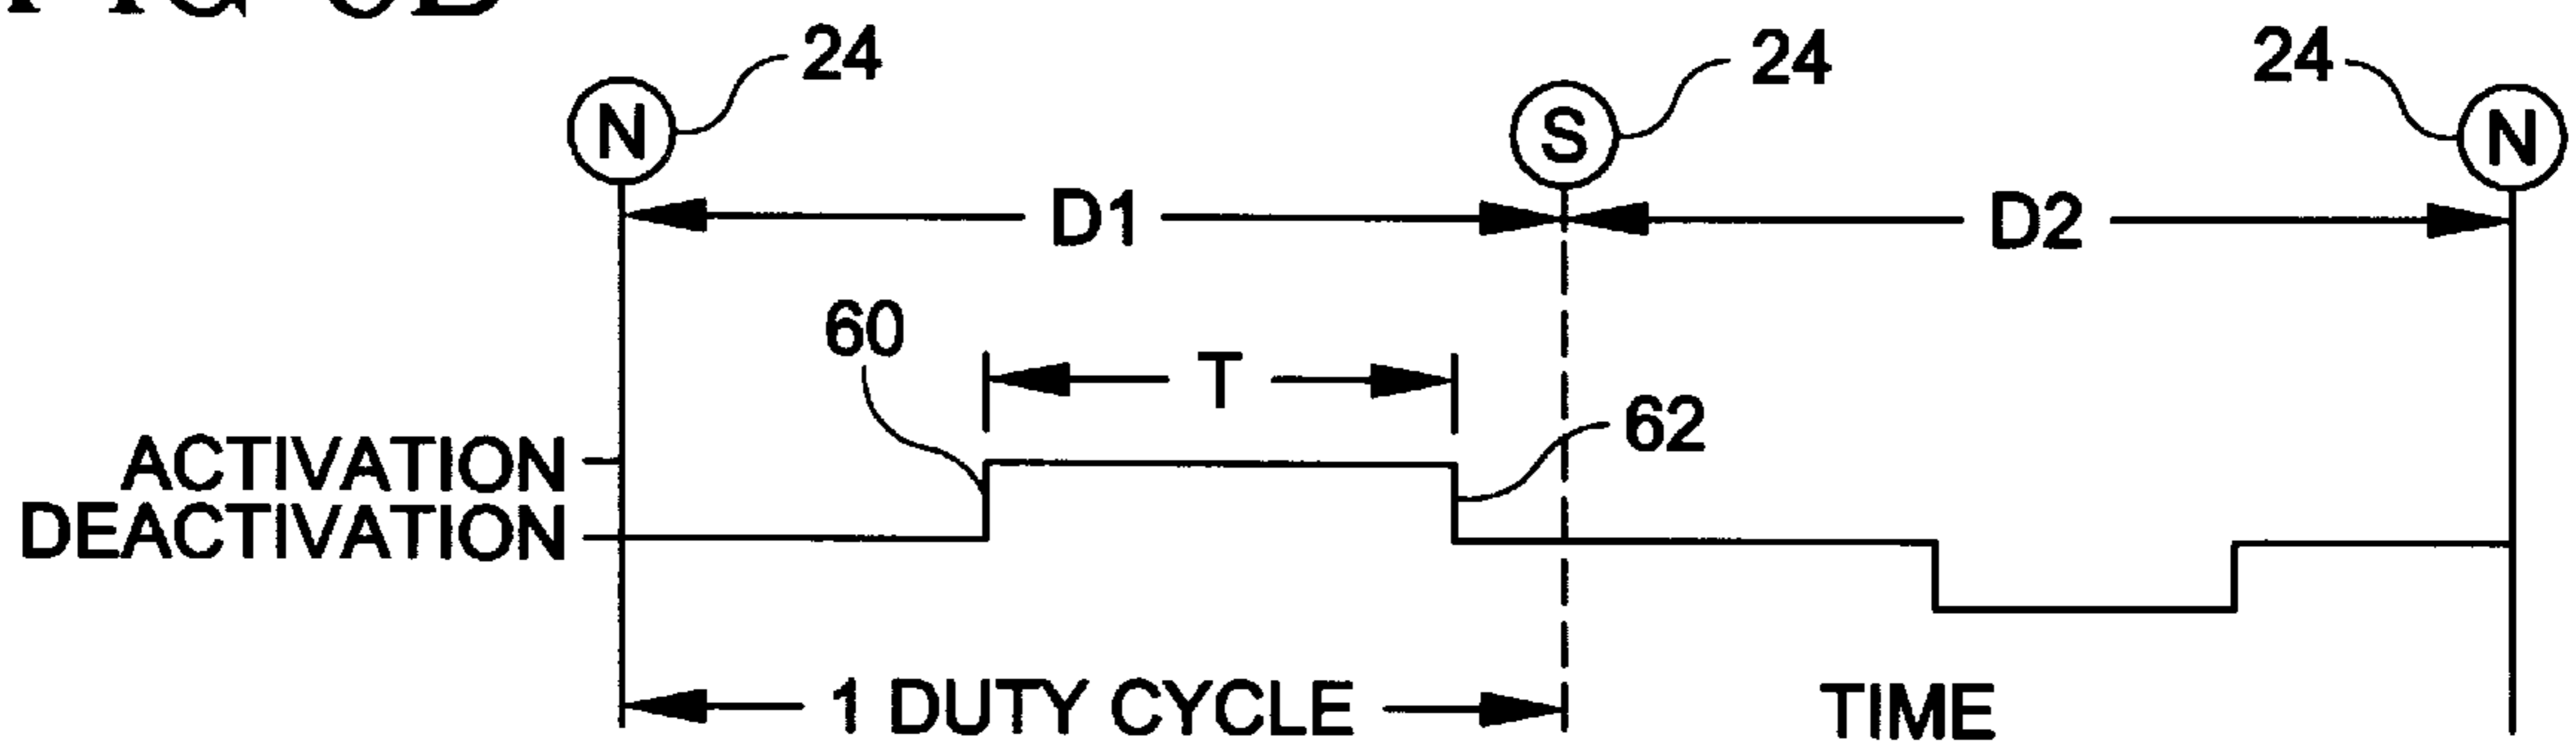 24 24 24
N S N
D1 D2
60
T
62
ACTIVATION
DEACTIVATION
1 DUTY CYCLE TIME